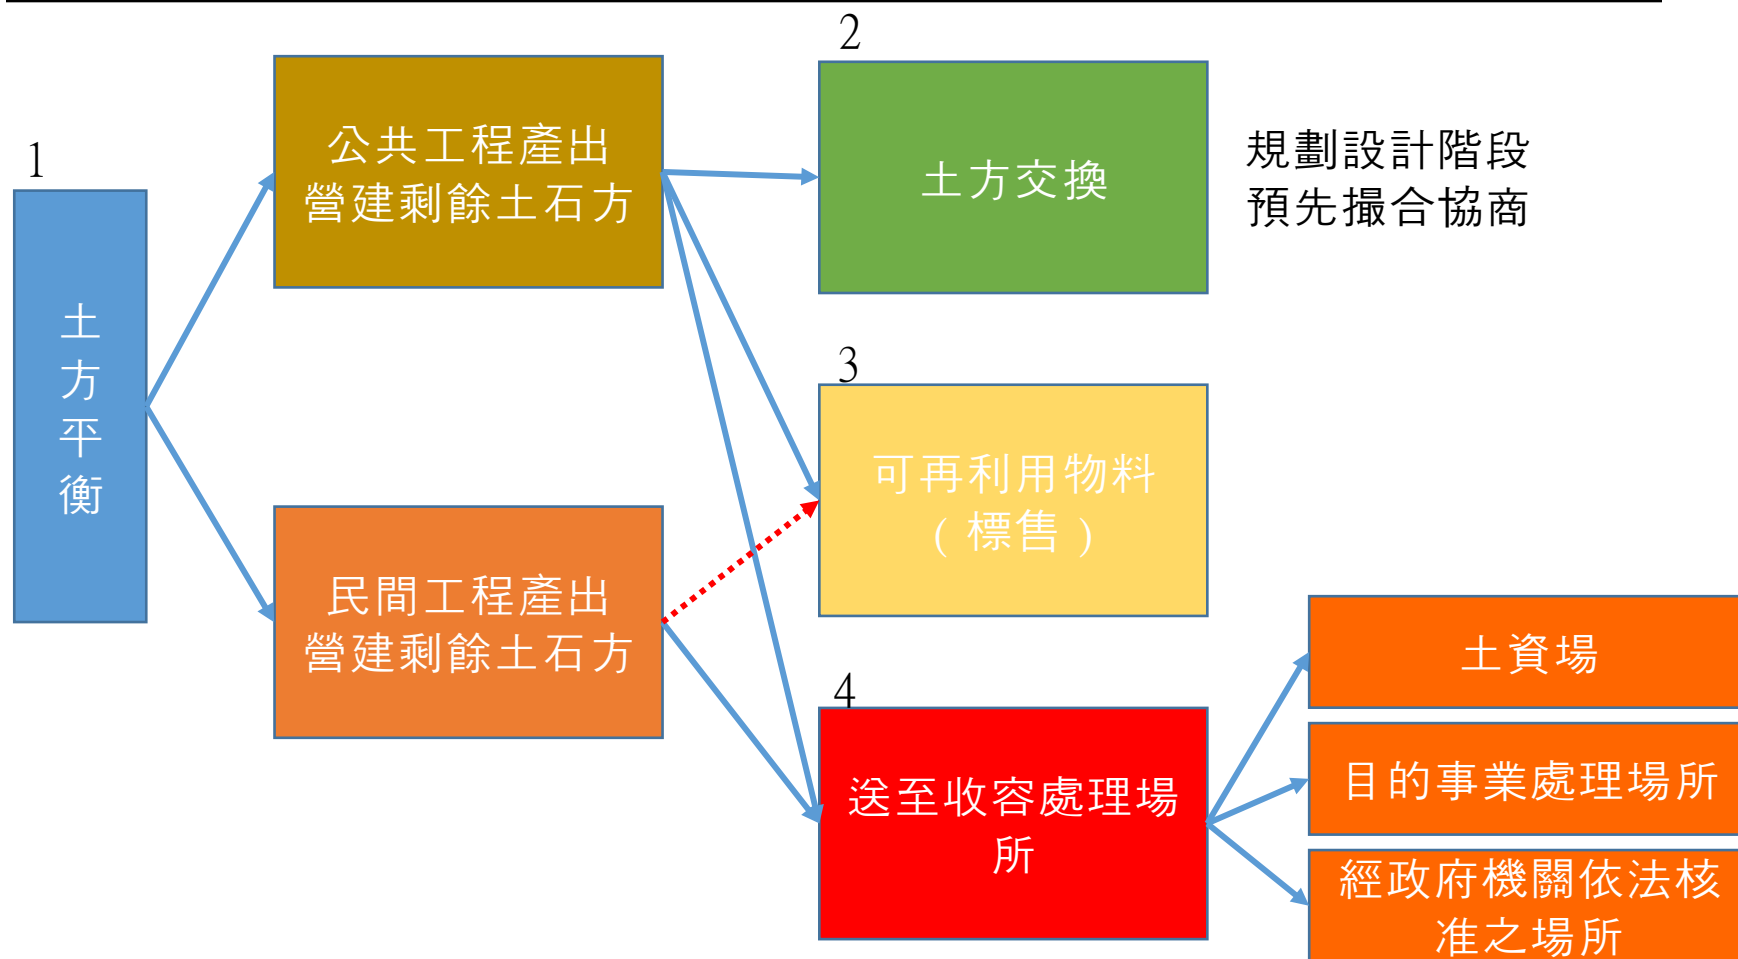 1
土
方
平
衡
公共工程產出
營建剩餘土石方
民間工程產出
營建剩餘土石方
2
土方交換
規劃設計階段
預先撮合協商
3
可再利用物料
(標售)
4
送至收容處理場
所
土資場
目的事業處理場所
經政府機關依法核
准之場所